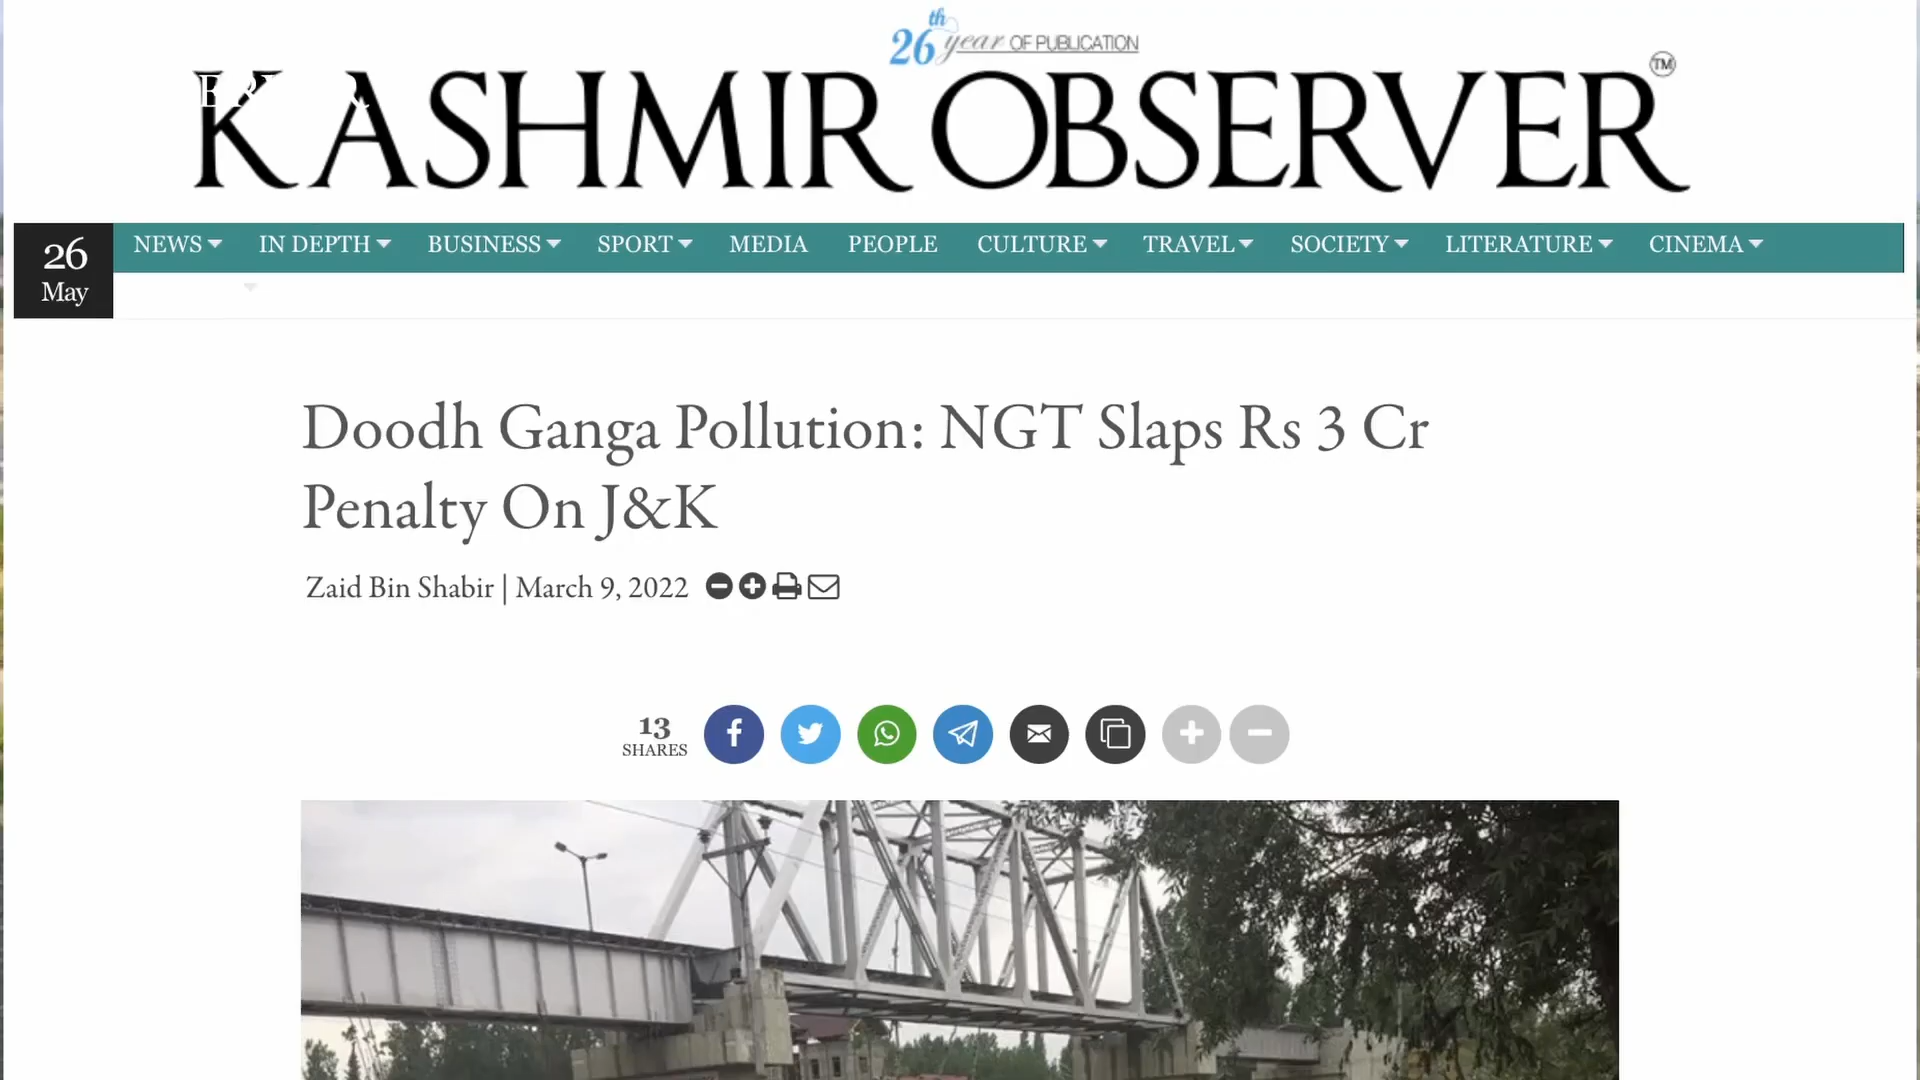 26th year OF PUBLICATION
KASHMIR OBSERVER
TM
26
May
NEWS IN DEPTH BUSINESS SPORT MEDIA PEOPLE CULTURE TRAVEL SOCIETY LITERATURE CINEMA
Doodh Ganga Pollution: NGT Slaps Rs 3 Cr
Penalty On J&K
Zaid Bin Shabir | March 9, 2022
13
SHARES